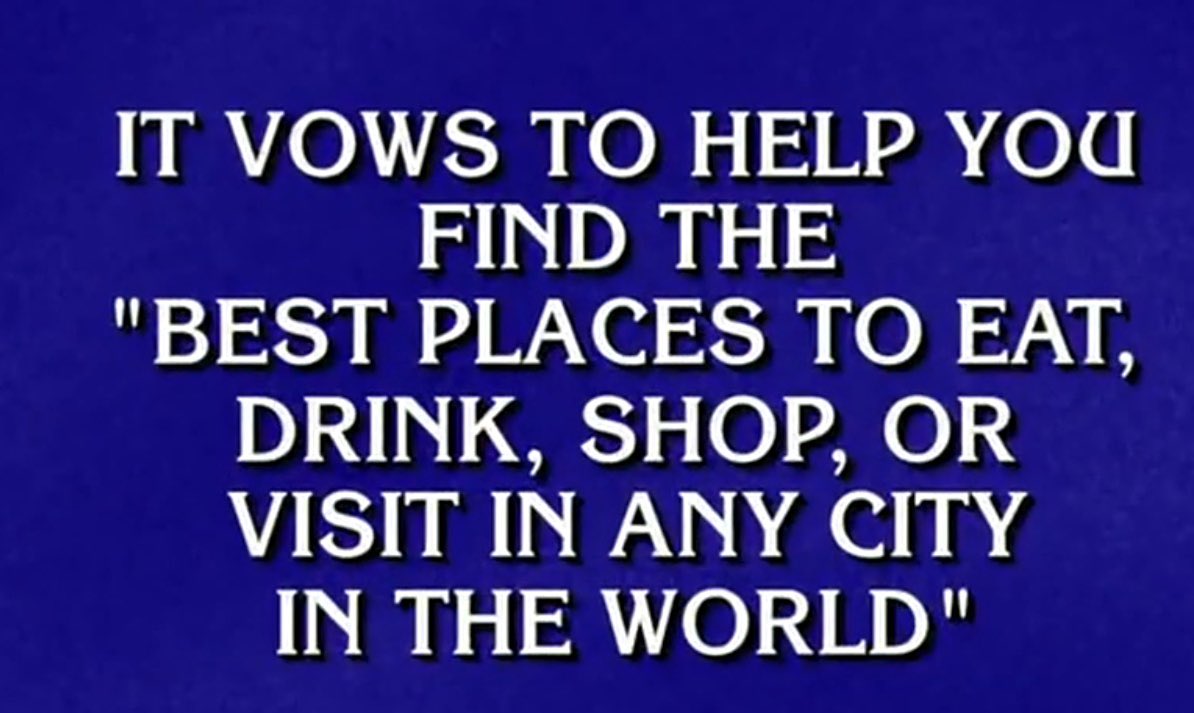 IT VOWS TO HELP YOU
FIND THE
"BEST PLACES TO EAT,
DRINK, SHOP, OR
VISIT IN ANY CITY
IN THE WORLD"